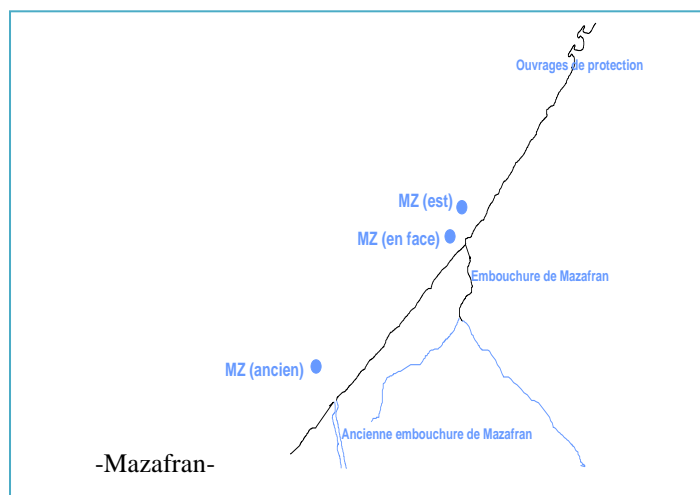 Ouvrages de protection
MZ (est)
MZ (en face)
Embouchure de Mazafran
MZ (ancien)
Ancienne embouchure de Mazafran
-Mazafran-